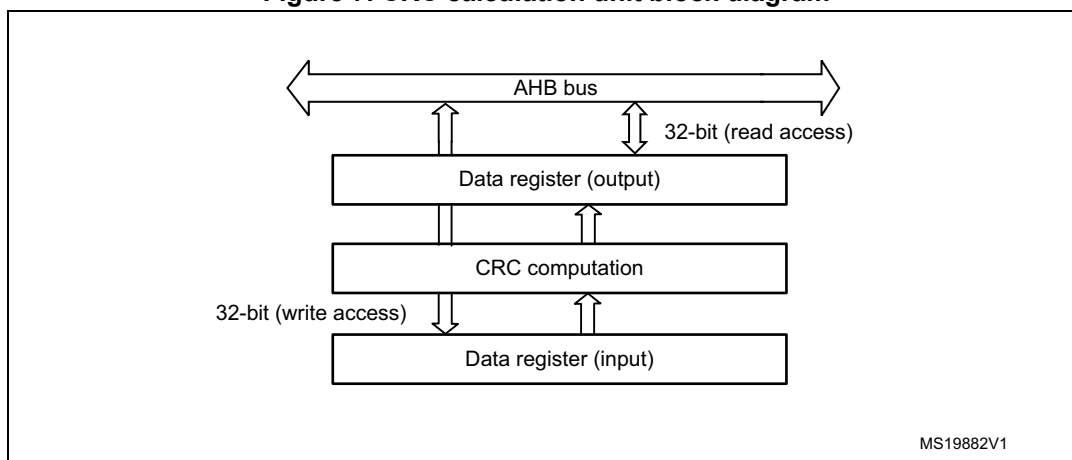 AHB bus
32-bit (read access)
Data register (output)
CRC computation
32-bit (write access)
Data register (input)
MS19882V1